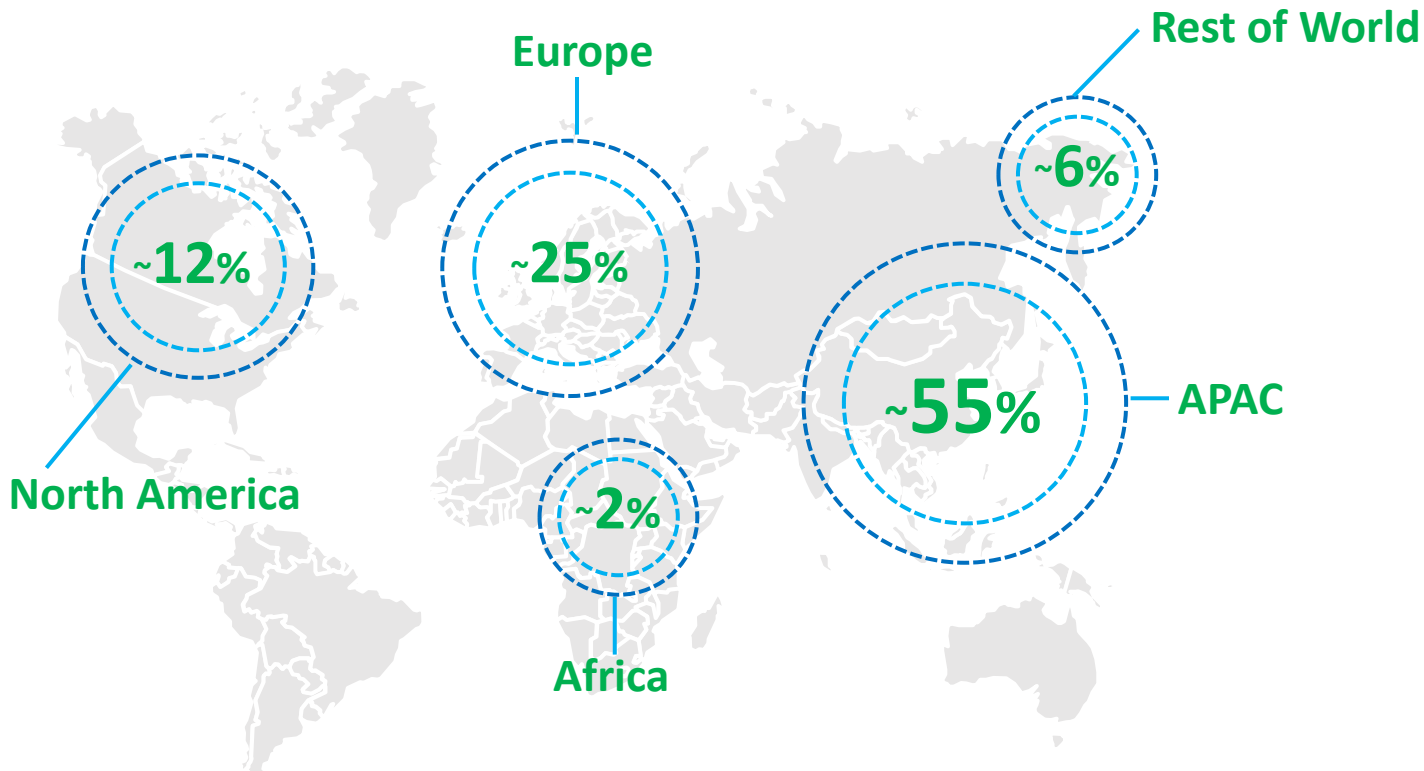 Rest of World
Europe
~6%
~12%
~25%
~55%
APAC
North America
~2%
Africa